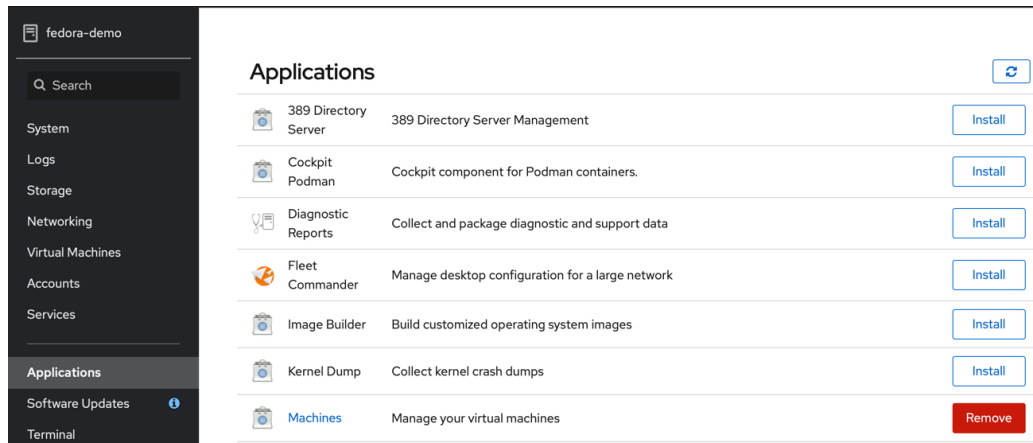 fedora-demo
Search
System
Logs
Storage
Networking
Virtual Machines
Accounts
Services
Applications
Software Updates
Terminal
Applications
389 Directory
Server
389 Directory Server Management
Install
Cockpit
Podman
Cockpit component for Podman containers.
Install
Diagnostic
Reports
Collect and package diagnostic and support data
Install
Fleet
Commander
Manage desktop configuration for a large network
Install
Image Builder
Build customized operating system images
Install
Kernel Dump
Collect kernel crash dumps
Install
Machines
Manage your virtual machines
Remove